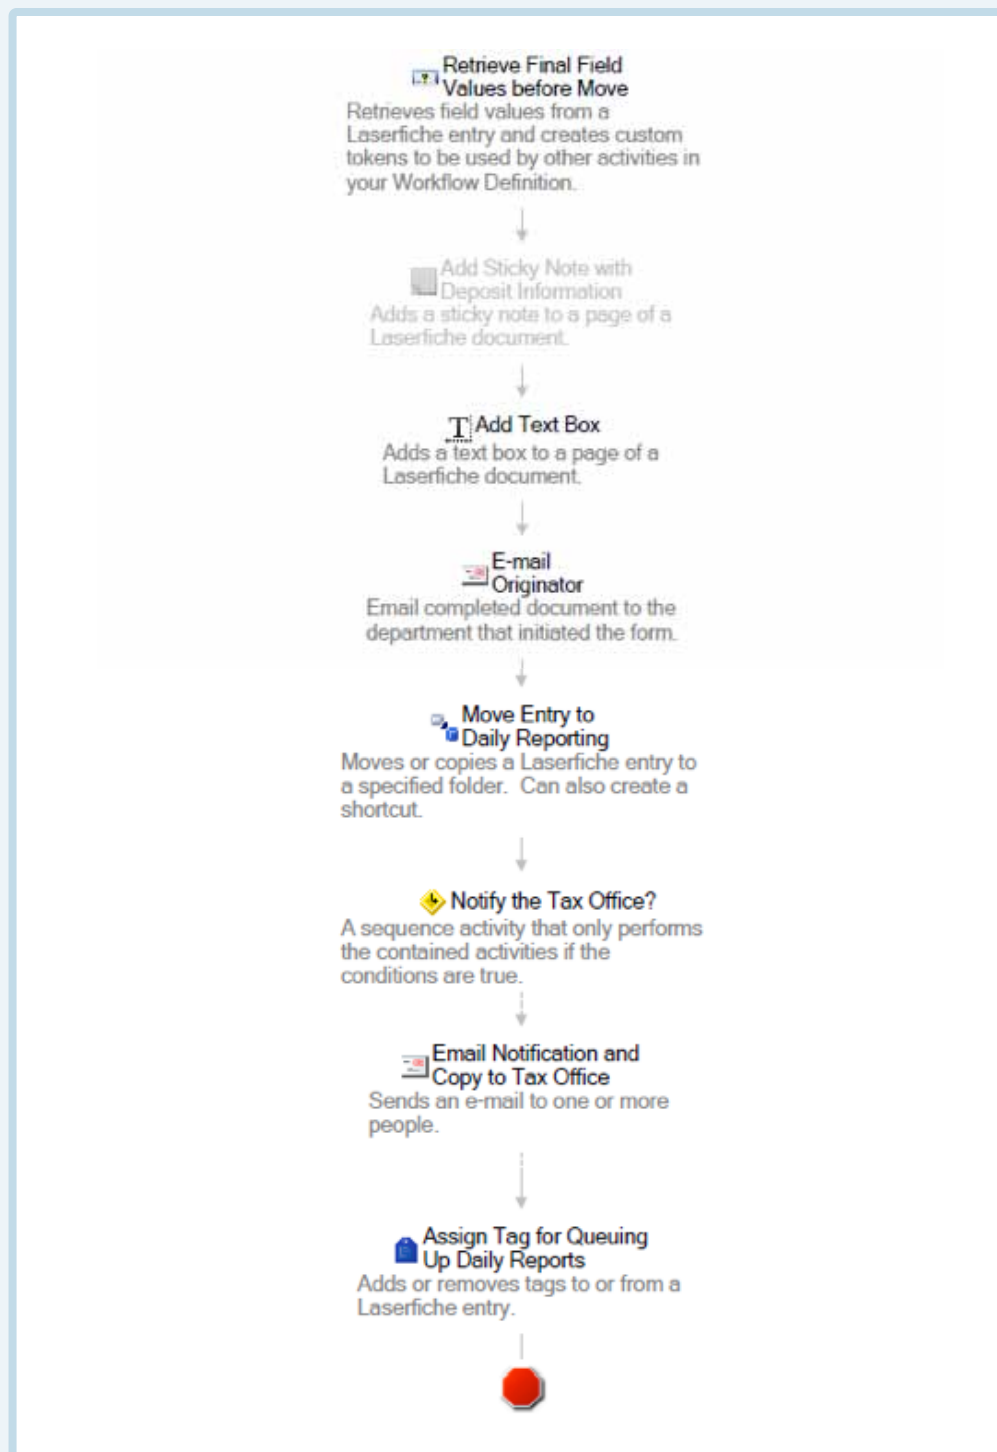 Retrieve Final Field
Values before Move
Retrieves field values from a
Laserfiche entry and creates custom
tokens to be used by other activities in
your Workflow Definition.
Add Sticky Note with
Deposit Information
Adds a sticky note to a page of a
Laserfiche document.
Add Text Box
Adds a text box to a page of a
Laserfiche document.
E-mail
Originator
Email completed document to the
department that initiated the form.
Move Entry to
Daily Reporting
Moves or copies a Laserfiche entry to
a specified folder. Can also create a
shortcut.
Notify the Tax Office?
A sequence activity that only performs
the contained activities if the
conditions are true.
Email Notification and
Copy to Tax Office
Sends an e-mail to one or more
people.
Assign Tag for Queuing
Up Daily Reports
Adds or removes tags to or from a
Laserfiche entry.